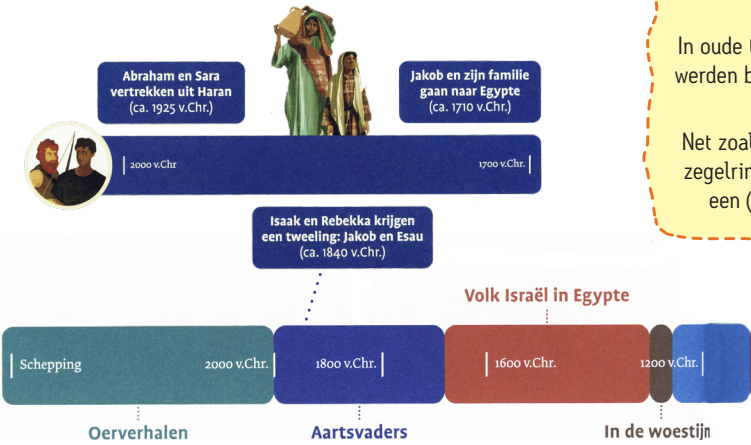 Abraham en Sara
vertrekken uit Haran
(ca. 1925 v.Chr.)
Jakob en zijn familie
gaan naar Egypte
(ca. 1710 v.Chr.)
2000 v.Chr
1700 v.Chr.
Isaak en Rebekka krijgen
een tweeling: Jakob en Esau
(ca. 1840 v.Chr.)
In oude
werden b
Net zoal
zegelrin
een (
Volk Israël in Egypte
Schepping
2000 v.Chr.
1800 v.Chr.
1600 v.Chr.
1200 v.Chr.
Oerverhalen
Aartsvaders
In de woestijn